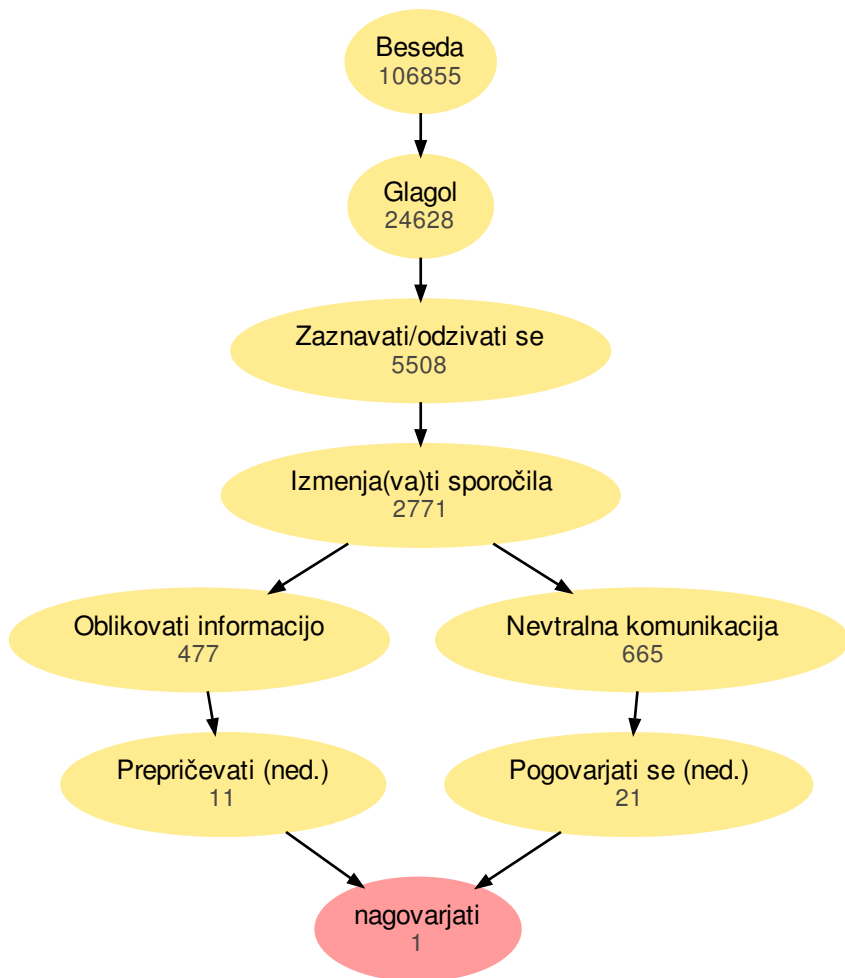 Beseda
106855
Glagol
24628
Zaznavati/odzivati se
5508
Izmenja(va)ti sporočila
2771
Oblikovati informacijo
477
Nevtralna komunikacija
665
Prepričevati (ned.)
11
Pogovarjati se (ned.)
21
nagovarjati
1